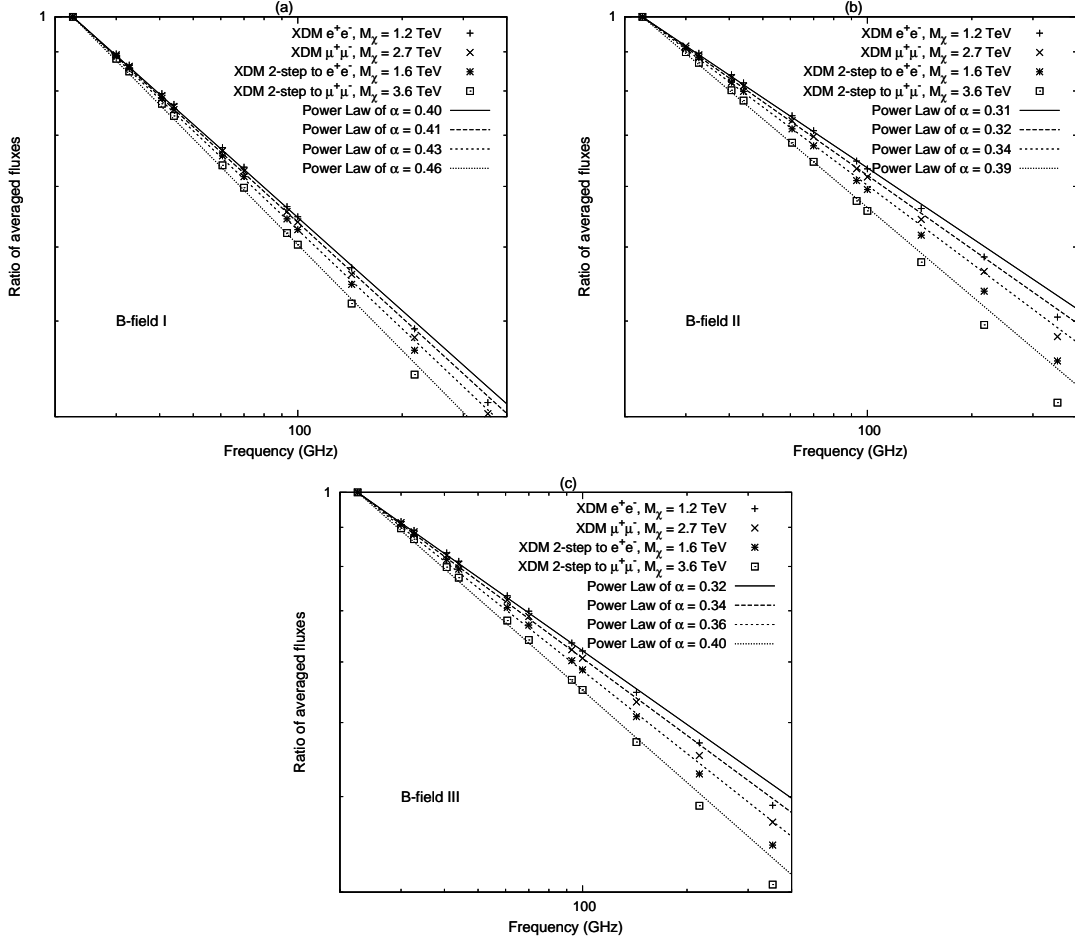 (a)
1
XDM e⁺e⁻, Mχ = 1.2 TeV
XDM μ⁺μ⁻, Mχ = 2.7 TeV
XDM 2-step to e⁺e⁻, Mχ = 1.6 TeV
XDM 2-step to μ⁺μ⁻, Mχ = 3.6 TeV
Power Law of α = 0.40
Power Law of α = 0.41
Power Law of α = 0.43
Power Law of α = 0.46
Ratio of averaged fluxes
B-field I
100
Frequency (GHz)
(b)
1
XDM e⁺e⁻, Mχ = 1.2 TeV
XDM μ⁺μ⁻, Mχ = 2.7 TeV
XDM 2-step to e⁺e⁻, Mχ = 1.6 TeV
XDM 2-step to μ⁺μ⁻, Mχ = 3.6 TeV
Power Law of α = 0.31
Power Law of α = 0.32
Power Law of α = 0.34
Power Law of α = 0.39
Ratio of averaged fluxes
B-field II
100
Frequency (GHz)
(c)
1
XDM e⁺e⁻, Mχ = 1.2 TeV
XDM μ⁺μ⁻, Mχ = 2.7 TeV
XDM 2-step to e⁺e⁻, Mχ = 1.6 TeV
XDM 2-step to μ⁺μ⁻, Mχ = 3.6 TeV
Power Law of α = 0.32
Power Law of α = 0.34
Power Law of α = 0.36
Power Law of α = 0.40
Ratio of averaged fluxes
B-field III
100
Frequency (GHz)